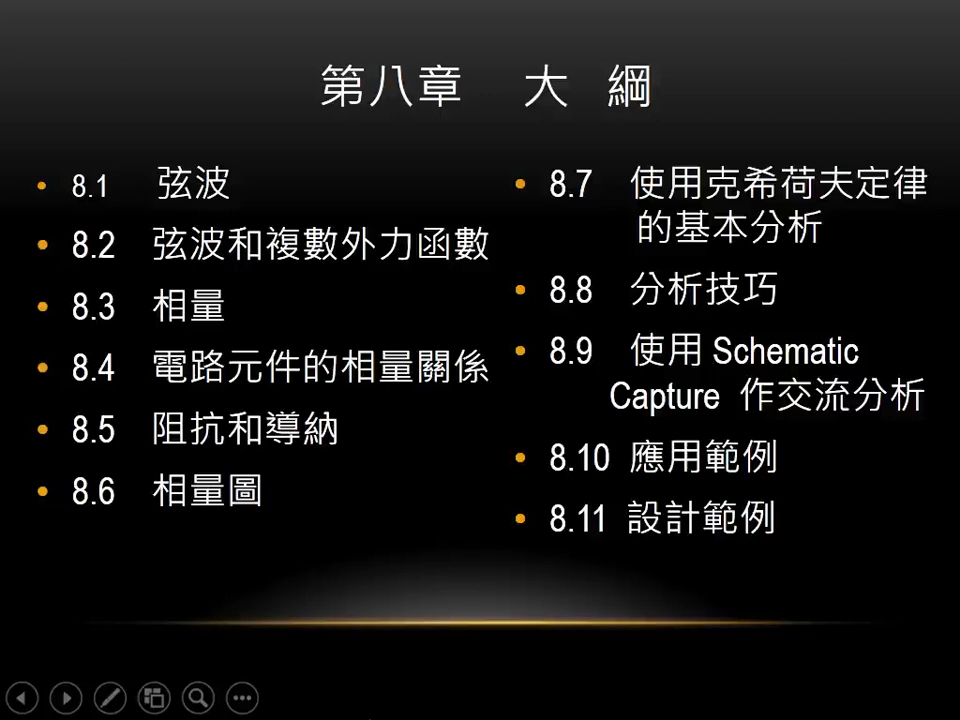 第八章 大 綱
• 8.1 弦波
• 8.2 弦波和複數外力函數
• 8.3 相量
• 8.4 電路元件的相量關係
• 8.5 阻抗和導納
• 8.6 相量圖
• 8.7 使用克希荷夫定律
的基本分析
• 8.8 分析技巧
• 8.9 使用 Schematic
Capture 作交流分析
• 8.10 應用範例
• 8.11 設計範例